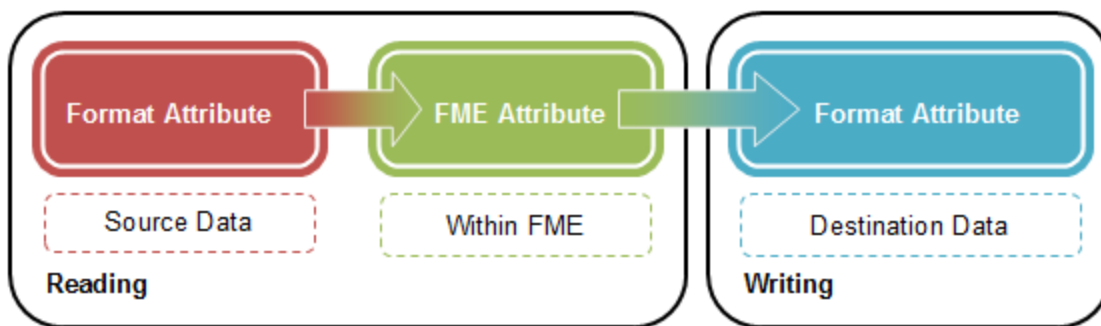 Format Attribute
FME Attribute
Format Attribute
Source Data
Within FME
Destination Data
Reading
Writing